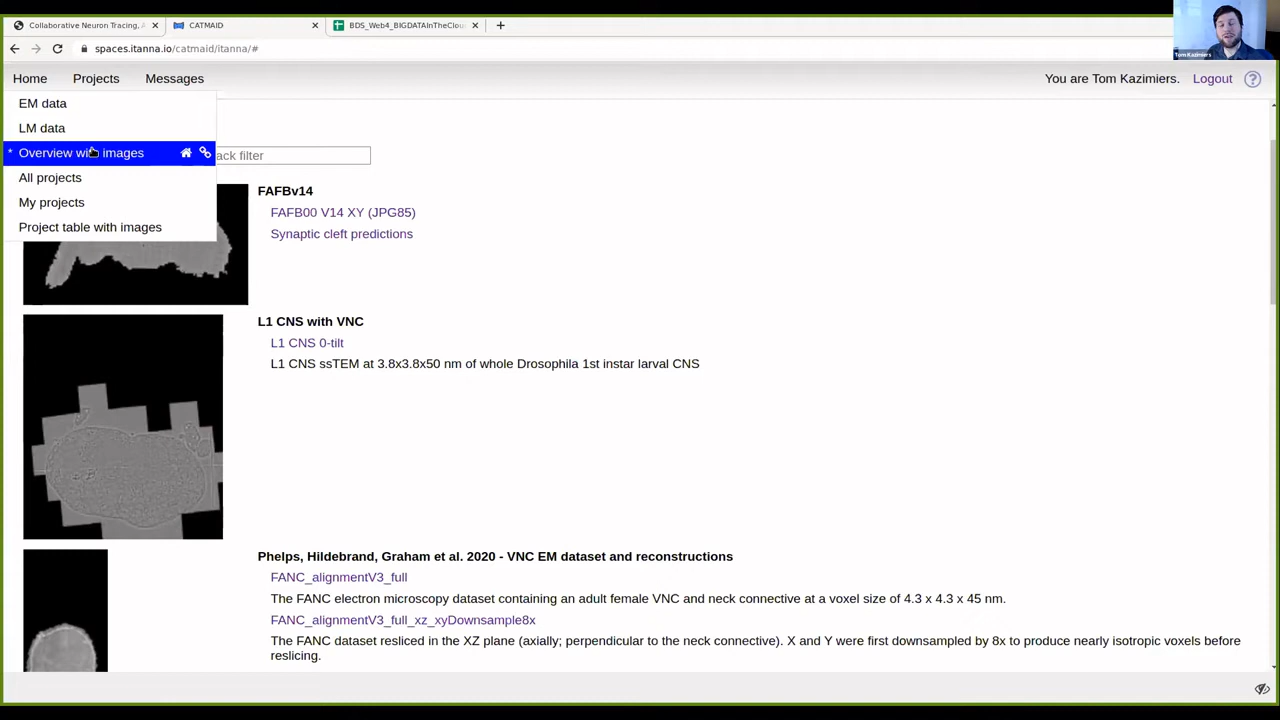 Collaborative Neuron Tracing, A
CATMAID
BDS_Web4_BIGDATAInTheClou
spaces.itanna.io/catmaid/itanna/#
Tom Kazimiers
Home Projects Messages
You are Tom Kazimiers. Logout
EM data
LM data
* Overview with images
All projects
My projects
Project table with images
ack filter
FAFBv14
FAFB00 V14 XY (JPG85)
Synaptic cleft predictions
L1 CNS with VNC
L1 CNS 0-tilt
L1 CNS ssTEM at 3.8x3.8x50 nm of whole Drosophila 1st instar larval CNS
Phelps, Hildebrand, Graham et al. 2020 - VNC EM dataset and reconstructions
FANC_alignmentV3_full
The FANC electron microscopy dataset containing an adult female VNC and neck connective at a voxel size of 4.3 x 4.3 x 45 nm.
FANC_alignmentV3_full_xz_xyDownsample8x
The FANC dataset resliced in the XZ plane (axially; perpendicular to the neck connective). X and Y were first downsampled by 8x to produce nearly isotropic voxels before
reslicing.